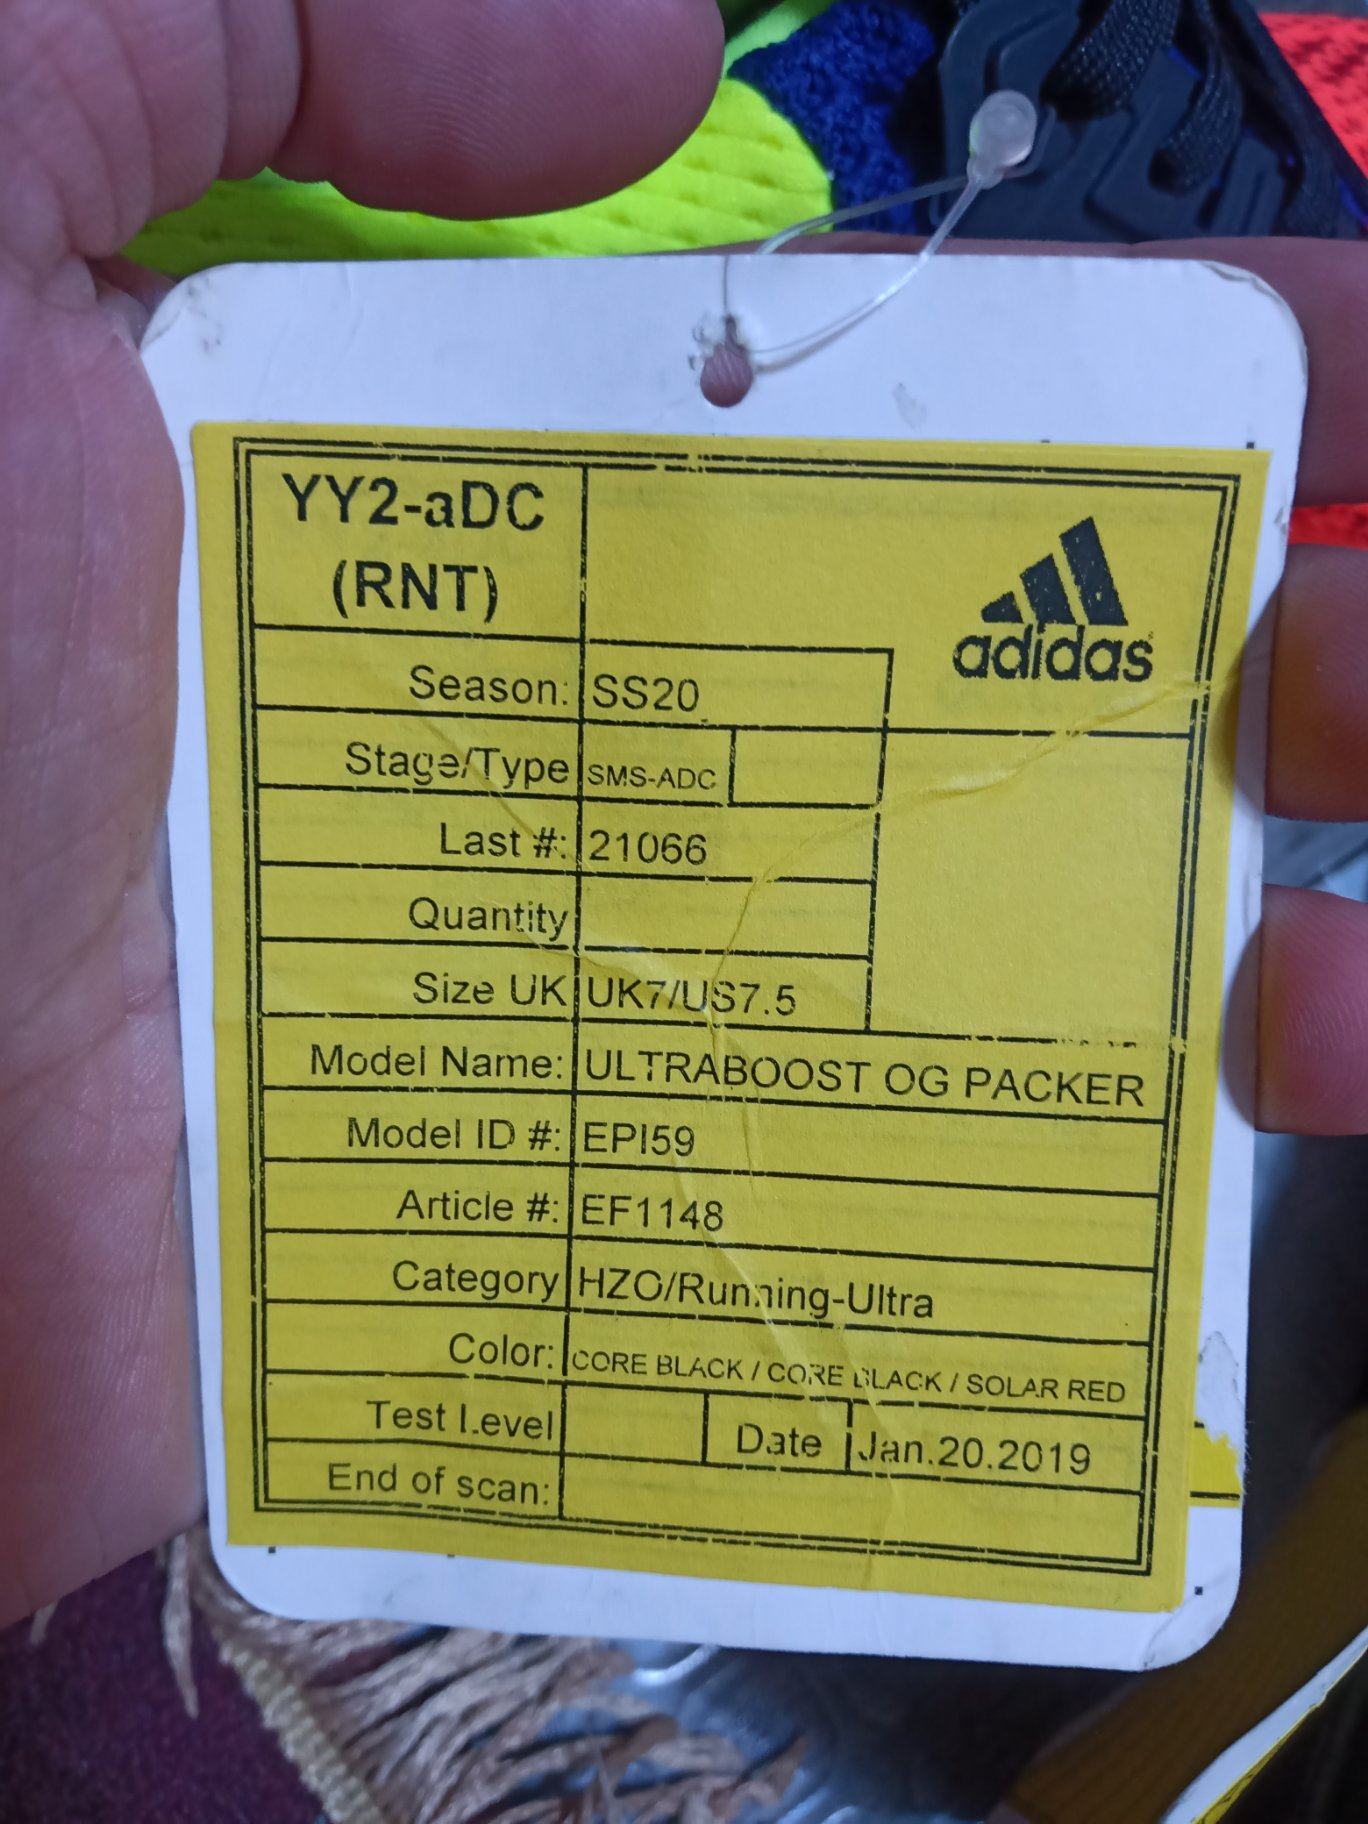 YY2-aDC
(RNT)
adidas
Season: SS20
Stage/Type SMS-ADC
Last #: 21066
Quantity
Size UK UK7/US7.5
Model Name: ULTRABOOST OG PACKER
Model ID #: EPI59
Article #: EF1148
Category HZO/Running-Ultra
Color: CORE BLACK / CORE BLACK / SOLAR RED
Test Level Date Jan.20.2019
End of scan: